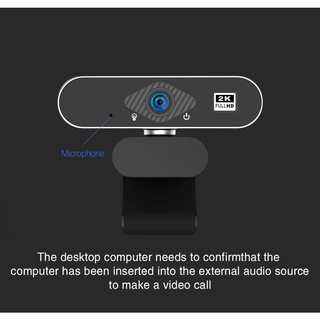 2K
FULLHD
Microphone
The desktop computer needs to confirmthat the
computer has been inserted into the external audio source
to make a video call